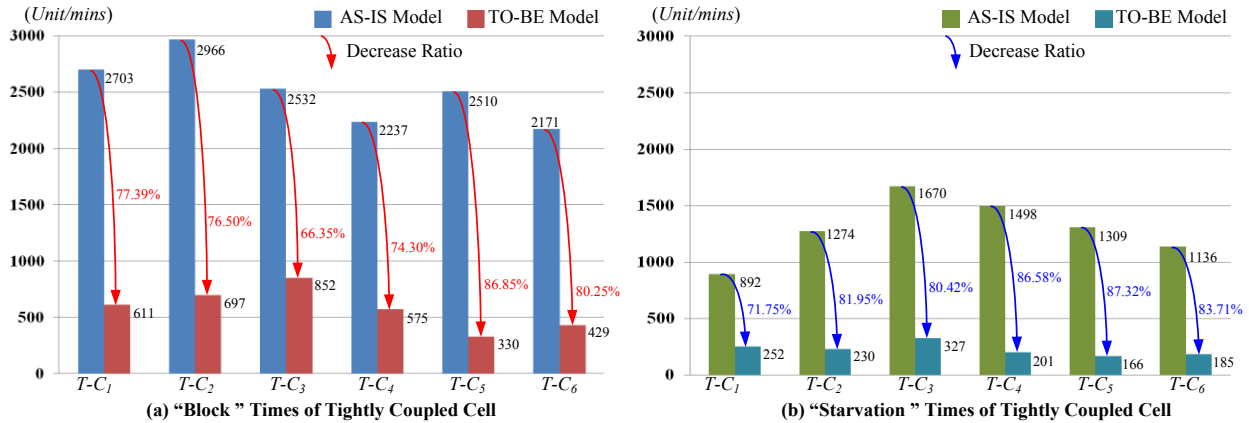 (Unit/mins)
AS-IS Model
TO-BE Model
Decrease Ratio
3000
2500
2000
1500
1000
500
0
2703
2966
2532
2237
2510
2171
77.39%
76.50%
66.35%
74.30%
86.85%
80.25%
611
697
852
575
330
429
T-C1
T-C2
T-C3
T-C4
T-C5
T-C6
(a) “Block ” Times of Tightly Coupled Cell
(Unit/mins)
AS-IS Model
TO-BE Model
Decrease Ratio
3000
2500
2000
1500
1000
500
0
892
1274
1670
1498
1309
1136
71.75%
81.95%
80.42%
86.58%
87.32%
83.71%
252
230
327
201
166
185
T-C1
T-C2
T-C3
T-C4
T-C5
T-C6
(b) “Starvation ” Times of Tightly Coupled Cell